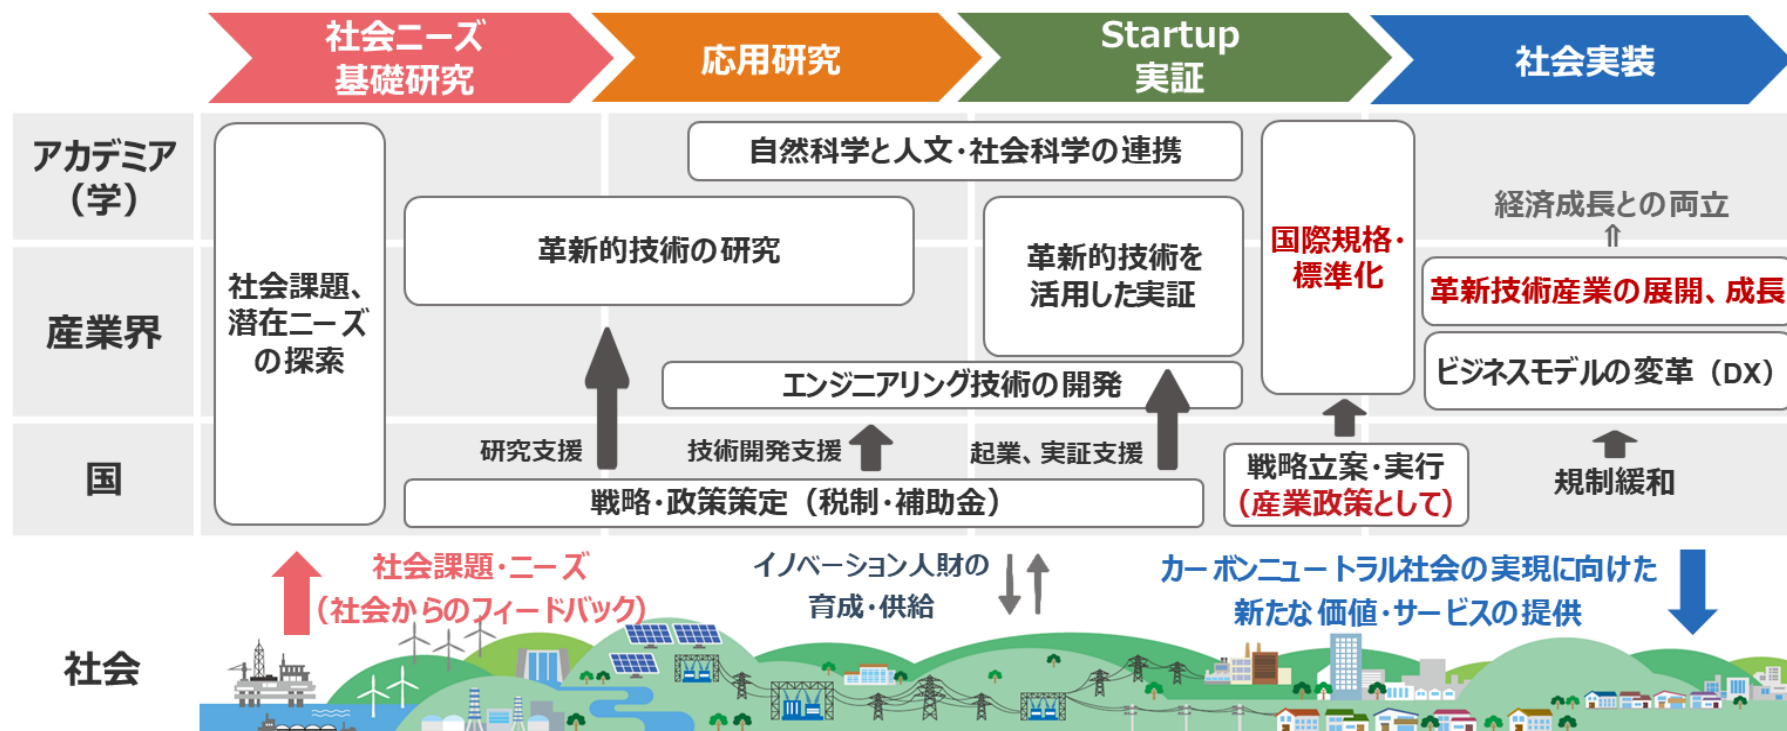 社会ニーズ
基礎研究
応用研究
Startup
実証
社会実装
アカデミア
(学)
産業界
国
社会
社会課題、
潜在ニーズ
の探索
自然科学と人文・社会科学の連携
革新的技術の研究
革新的技術を
活用した実証
エンジニアリング技術の開発
国際規格・
標準化
経済成長との両立
⇑
革新技術産業の展開、成長
ビジネスモデルの変革（DX）
研究支援
技術開発支援
起業、実証支援
戦略・政策策定（税制・補助金）
戦略立案・実行
（産業政策として）
規制緩和
社会課題・ニーズ
（社会からのフィードバック）
イノベーション人財の
育成・供給
カーボンニュートラル社会の実現に向けた
新たな価値・サービスの提供